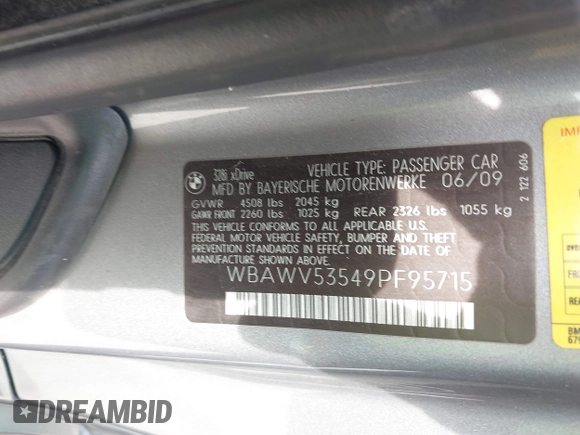 328i xDrive
VEHICLE TYPE: PASSENGER CAR
MFD BY BAYERISCHE MOTORENWERKE 06/09
GVWR 4508 lbs 2045 kg
GAWR FRONT 2260 lbs 1025 kg REAR 2326 lbs 1055 kg
THIS VEHICLE CONFORMS TO ALL APPLICABLE U.S.
FEDERAL MOTOR VEHICLE SAFETY, BUMPER AND THEFT
PREVENTION STANDARDS IN EFFECT ON THE DATE OF
MANUFACTURE SHOWN ABOVE.
WBAWV53549PF95715
2 122 606
BMW
DREAMBID